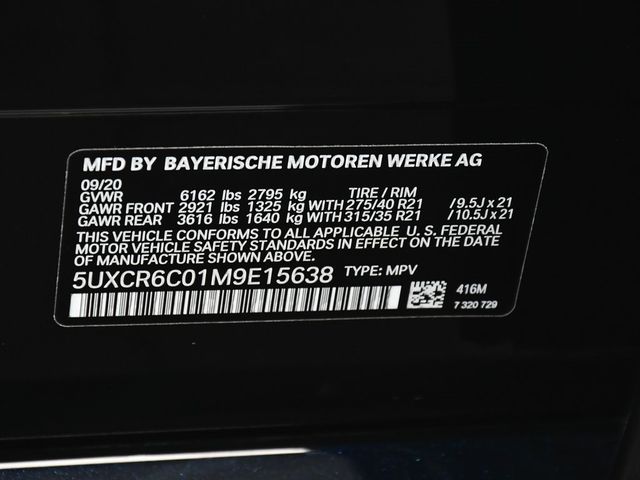 MFD BY BAYERISCHE MOTOREN WERKE AG
09/20
GVWR 6162 lbs 2795 kg TIRE / RIM
GAWR FRONT 2921 lbs 1325 kg WITH 275/40 R21 /9.5J x 21
GAWR REAR 3616 lbs 1640 kg WITH 315/35 R21 /10.5J x 21
THIS VEHICLE CONFORMS TO ALL APPLICABLE U. S. FEDERAL
MOTOR VEHICLE SAFETY STANDARDS IN EFFECT ON THE DATE
OF MANUFACTURE SHOWN ABOVE.
5UXCR6C01M9E15638 TYPE: MPV
416M
7 320 729